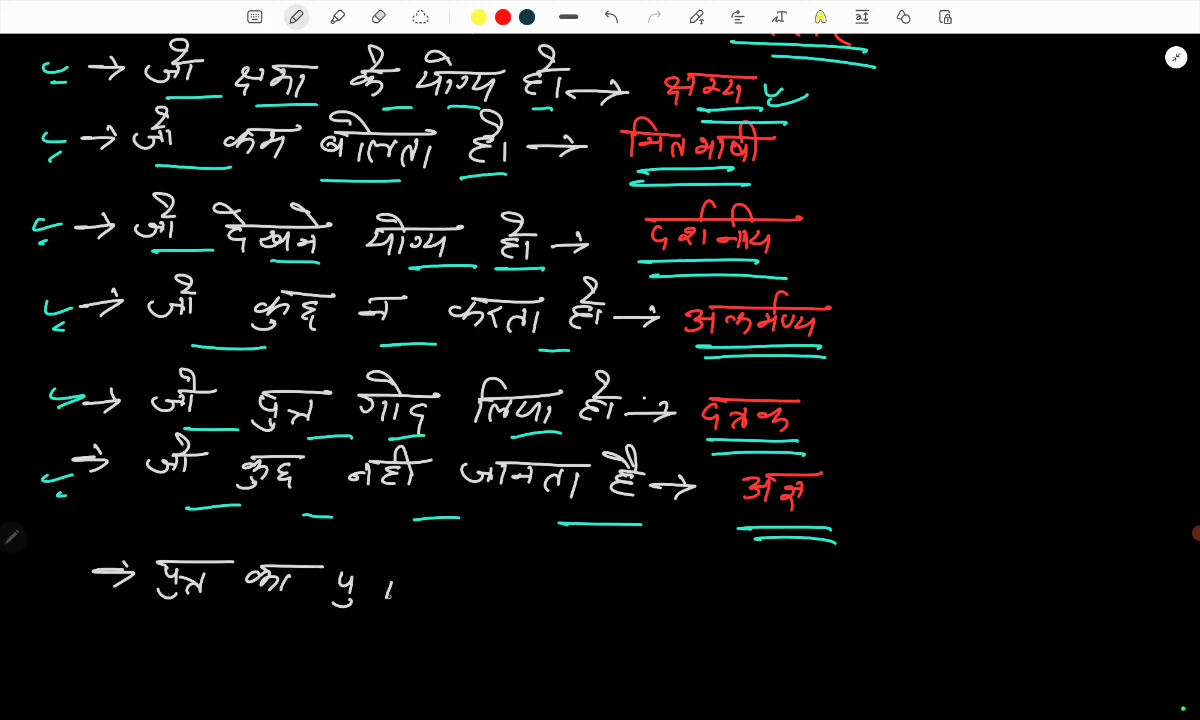 → जो क्षमा के योग्य हो। → क्षम्य
→ जो कम बोलता हो। → मितभाषी
→ जो देखने योग्य हो। → दर्शनीय
→ जो कुछ न करता हो। → अकर्मण्य
→ जो पुत्र गोद लिया हो। → दत्तक
→ जो कुछ नही जानता है → अज्ञ
→ पुत्र का पु